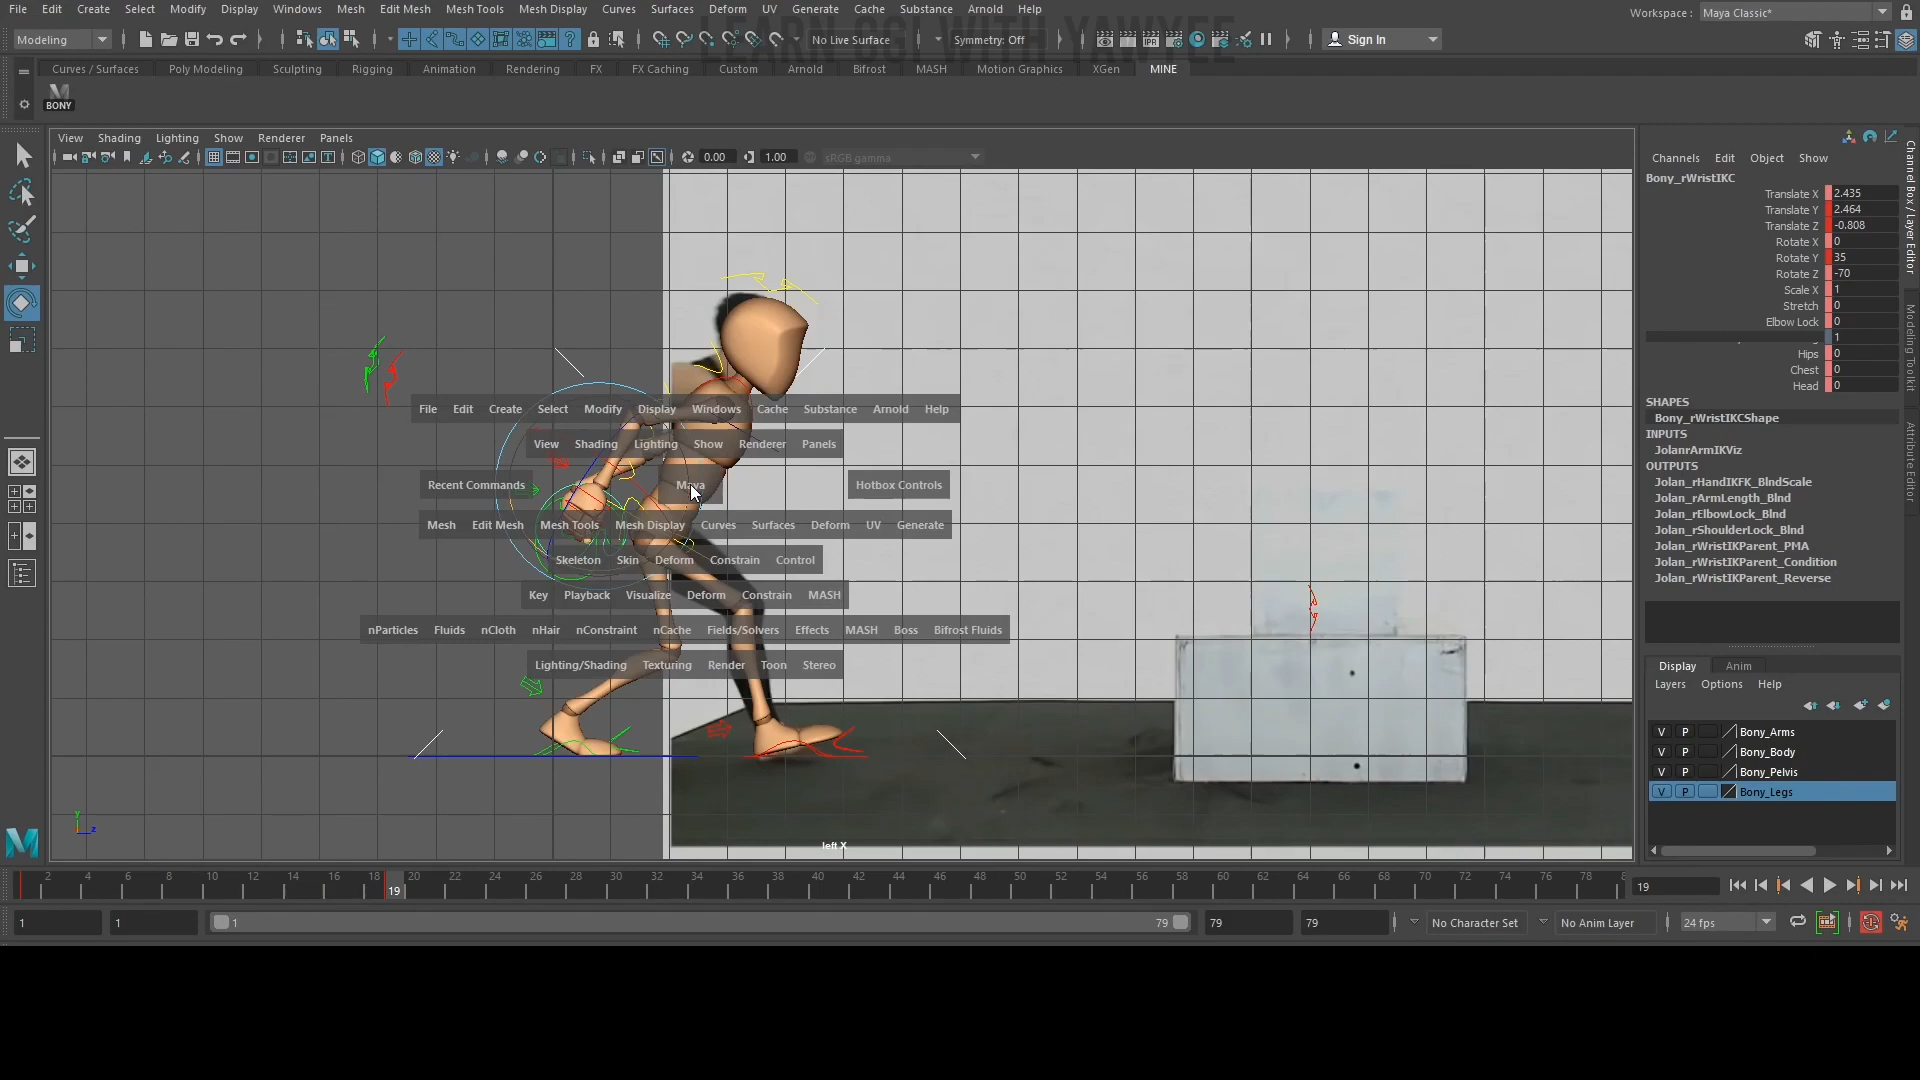 File Edit Create Select Modify Display Windows Mesh Edit Mesh Mesh Tools Mesh Display Curves Surfaces Deform UV Generate Cache Substance Arnold Help
Workspace : Maya Classic*
LEARN CGI WITH YAWYEE
Modeling
No Live Surface
Symmetry: Off
Sign In
Curves / Surfaces Poly Modeling Sculpting Rigging Animation Rendering FX FX Caching Custom Arnold Bifrost MASH Motion Graphics XGen MINE
BONY
View Shading Lighting Show Renderer Panels
0.00 1.00 sRGB gamma
Channels Edit Object Show
Bony_rWristIKC
Translate X 2.435
Translate Y 2.464
Translate Z -0.808
Rotate X 0
Rotate Y 35
Rotate Z -70
Scale X 1
Stretch 0
Elbow Lock 0
1
Hips 0
Chest 0
Head 0
SHAPES
Bony_rWristIKCShape
INPUTS
JolanrArmIKViz
OUTPUTS
Jolan_rHandIKFK_BlndScale
Jolan_rArmLength_Blnd
Jolan_rElbowLock_Blnd
Jolan_rShoulderLock_Blnd
Jolan_rWristIKParent_PMA
Jolan_rWristIKParent_Condition
Jolan_rWristIKParent_Reverse
Channel Box / Layer Editor
Modeling Toolkit
Attribute Editor
File Edit Create Select Modify Display Windows Cache Substance Arnold Help
View Shading Lighting Show Renderer Panels
Recent Commands Maya Hotbox Controls
Mesh Edit Mesh Mesh Tools Mesh Display Curves Surfaces Deform UV Generate
Skeleton Skin Deform Constrain Control
Key Playback Visualize Deform Constrain MASH
nParticles Fluids nCloth nHair nConstraint nCache Fields/Solvers Effects MASH Boss Bifrost Fluids
Lighting/Shading Texturing Render Toon Stereo
Display Anim
Layers Options Help
V P Bony_Arms
V P Bony_Body
V P Bony_Pelvis
V P Bony_Legs
y
z
left X
2 4 6 8 10 12 14 16 18 20 22 24 26 28 30 32 34 36 38 40 42 44 46 48 50 52 54 56 58 60 62 64 66 68 70 72 74 76 78 8
19
19
1 1 1 79 79 79
No Character Set
No Anim Layer
24 fps